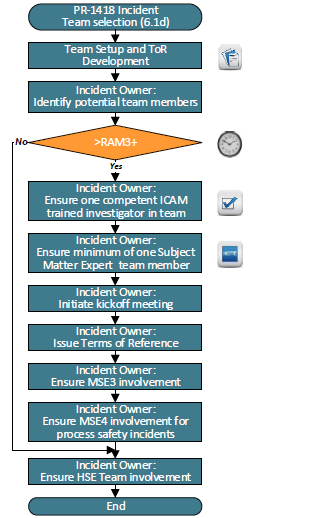 PR-1418 Incident
Team selection (6.1d)
Team Setup and ToR
Development
Incident Owner:
Identify potential team members
No
>RAM3+
Yes
Incident Owner:
Ensure one competent ICAM
trained investigator in team
Incident Owner:
Ensure minimum of one Subject
Matter Expert team member
Incident Owner:
Initiate kickoff meeting
Incident Owner:
Issue Terms of Reference
Incident Owner:
Ensure MSE3 involvement
Incident Owner:
Ensure MSE4 involvement for
process safety incidents
Incident Owner:
Ensure HSE Team involvement
End